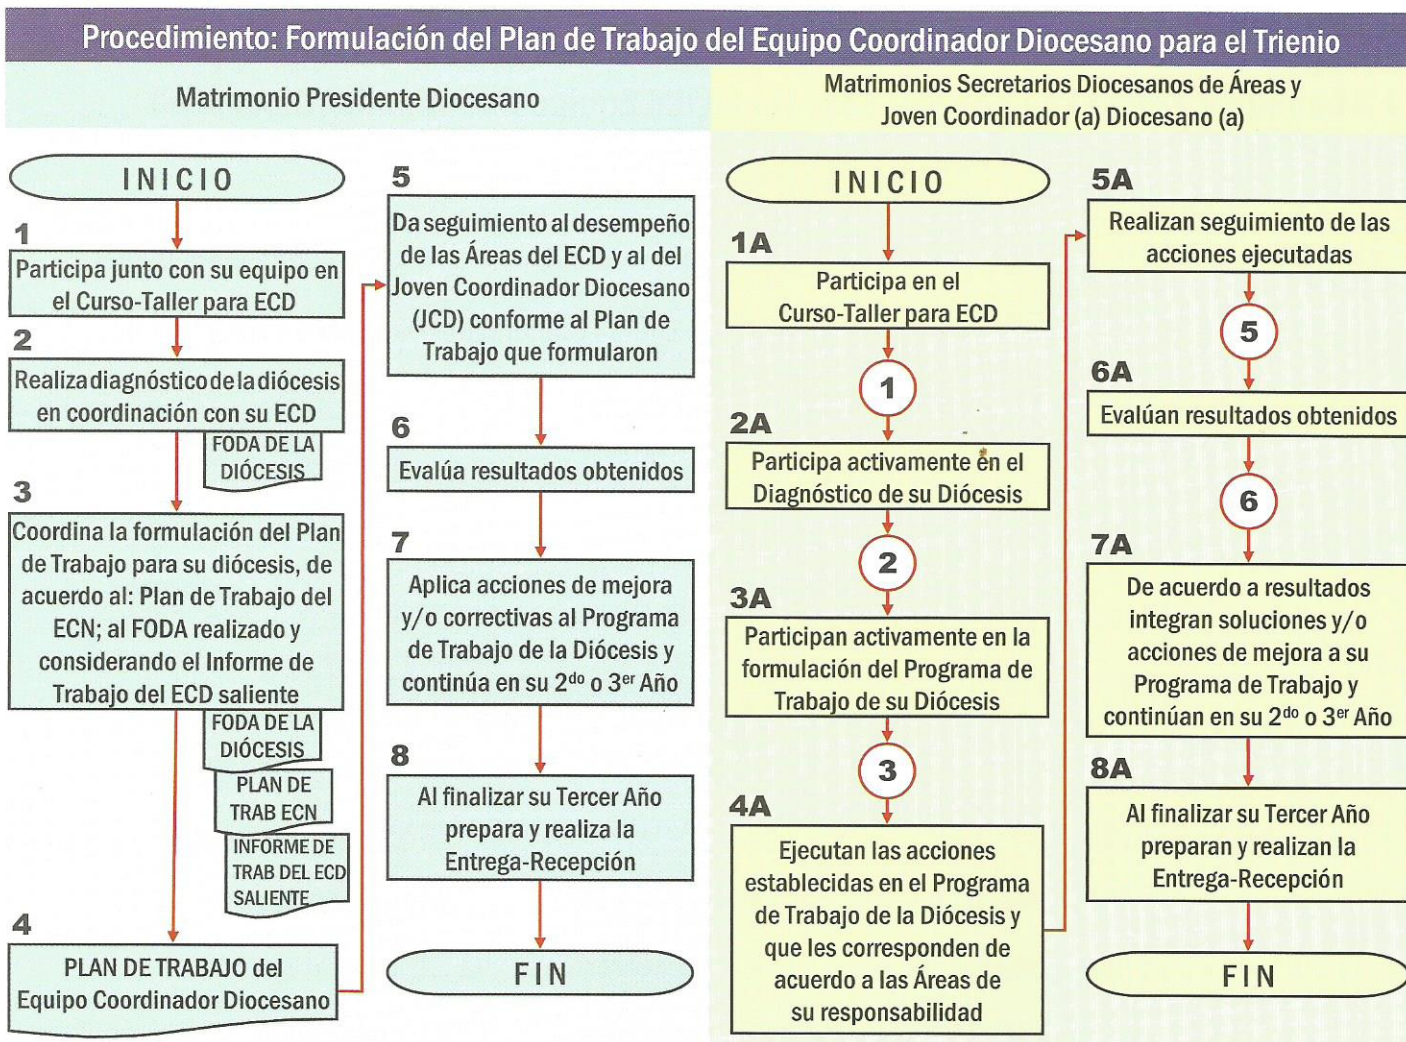 Procedimiento: Formulación del Plan de Trabajo del Equipo Coordinador Diocesano para el Trienio
Matrimonio Presidente Diocesano
INICIO
1
Participa junto con su equipo en
el Curso-Taller para ECD
2
Realiza diagnóstico de la diócesis
en coordinación con su ECD
FODA DE LA
DIÓCESIS
3
Coordina la formulación del Plan
de Trabajo para su diócesis, de
acuerdo al: Plan de Trabajo del
ECN; al FODA realizado y
considerando el Informe de
Trabajo del ECD saliente
FODA DE LA
DIÓCESIS
PLAN DE
TRAB ECN
INFORME DE
TRAB DEL ECD
SALIENTE
4
PLAN DE TRABAJO del
Equipo Coordinador Diocesano
5
Da seguimiento al desempeño
de las Áreas del ECD y al del
Joven Coordinador Diocesano
(JCD) conforme al Plan de
Trabajo que formularon
6
Evalúa resultados obtenidos
7
Aplica acciones de mejora
y/o correctivas al Programa
de Trabajo de la Diócesis y
continúa en su 2do o 3er Año
8
Al finalizar su Tercer Año
prepara y realiza la
Entrega-Recepción
FIN
Matrimonios Secretarios Diocesanos de Áreas y
Joven Coordinador (a) Diocesano (a)
INICIO
1A
Participa en el
Curso-Taller para ECD
1
2A
Participa activamente en el
Diagnóstico de su Diócesis
2
3A
Participan activamente en la
formulación del Programa de
Trabajo de su Diócesis
3
4A
Ejecutan las acciones
establecidas en el Programa
de Trabajo de la Diócesis y
que les corresponden de
acuerdo a las Áreas de
su responsabilidad
5A
Realizan seguimiento de las
acciones ejecutadas
5
6A
Evalúan resultados obtenidos
6
7A
De acuerdo a resultados
integran soluciones y/o
acciones de mejora a su
Programa de Trabajo y
continúan en su 2do o 3er Año
8A
Al finalizar su Tercer Año
preparan y realizan la
Entrega-Recepción
FIN